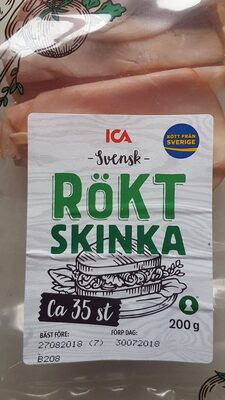 ICA
KÖTT FRÅN
SVERIGE
-Svensk-
RÖKT
SKINKA
Ca 35 st
200 g
BÄST FÖRE: FÖRP DAG:
27082018 (7) 30072018
B208